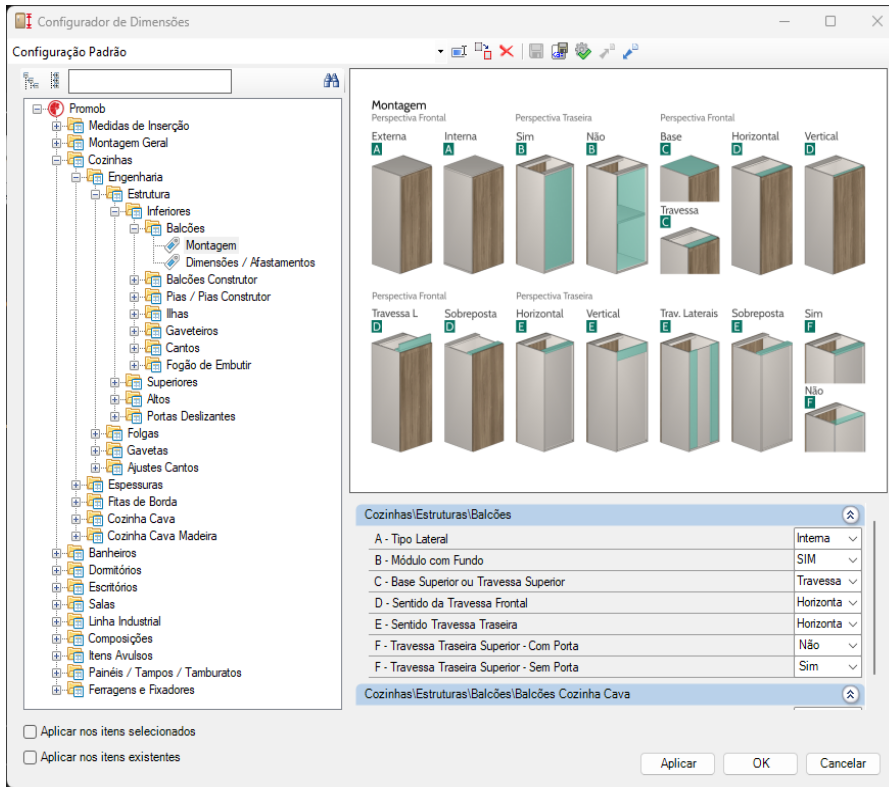 Configurador de Dimensões
Configuração Padrão
Promob
Medidas de Inserção
Montagem Geral
Cozinhas
Engenharia
Estrutura
Inferiores
Balcões
Montagem
Dimensões / Afastamentos
Balcões Construtor
Pias / Pias Construtor
Ilhas
Gaveteiros
Cantos
Fogão de Embutir
Superiores
Altos
Portas Deslizantes
Folgas
Gavetas
Ajustes Cantos
Espessuras
Fitas de Borda
Cozinha Cava
Cozinha Cava Madeira
Banheiros
Dormitórios
Escritórios
Salas
Linha Industrial
Composições
Itens Avulsos
Painéis / Tampos / Tamburatos
Ferragens e Fixadores
Montagem
Perspectiva Frontal Perspectiva Traseira Perspectiva Frontal
Externa Interna Sim Não Base Horizontal Vertical
A A B B C D D
Travessa
C
Perspectiva Frontal Perspectiva Traseira
Travessa L Sobreposta Horizontal Vertical Trav. Laterais Sobreposta Sim
D D E E E E F
Não
F
Cozinhas\Estruturas\Balcões
A - Tipo Lateral Interna
B - Módulo com Fundo SIM
C - Base Superior ou Travessa Superior Travessa
D - Sentido da Travessa Frontal Horizonta
E - Sentido Travessa Traseira Horizonta
F - Travessa Traseira Superior - Com Porta Não
F - Travessa Traseira Superior - Sem Porta Sim
Cozinhas\Estruturas\Balcões\Balcões Cozinha Cava
Aplicar nos itens selecionados
Aplicar nos itens existentes
Aplicar OK Cancelar